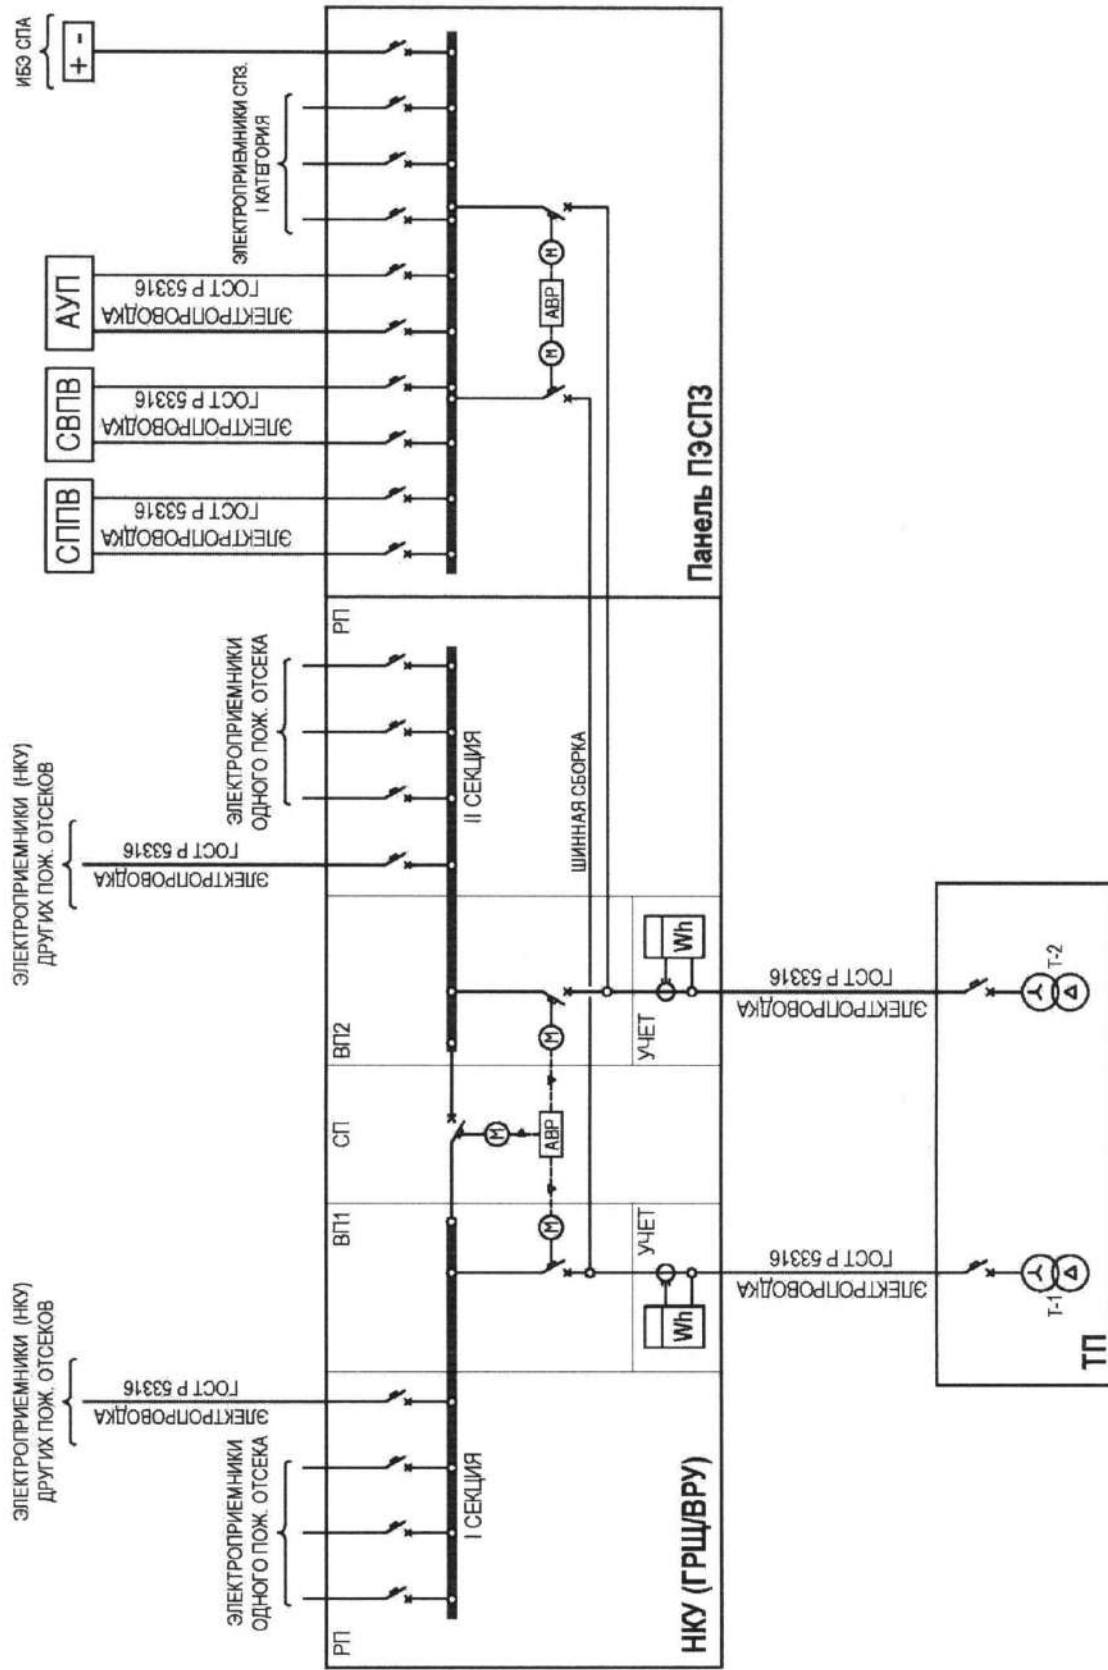 ЭЛЕКТРОПРИЕМНИКИ (НКУ)
ДРУГИХ ПОЖ. ОТСЕКОВ
ЭЛЕКТРОПРИЕМНИКИ (НКУ)
ДРУГИХ ПОЖ. ОТСЕКОВ
СППВ
СВПВ
АУП
ИБЭ СПА
+ -
ЭЛЕКТРОПРИЕМНИКИ
ОДНОГО ПОЖ. ОТСЕКА
ЭЛЕКТРОПРОВОДКА
ГОСТ Р 53316
ЭЛЕКТРОПРОВОДКА
ГОСТ Р 53316
ЭЛЕКТРОПРИЕМНИКИ
ОДНОГО ПОЖ. ОТСЕКА
ЭЛЕКТРОПРОВОДКА
ГОСТ Р 53316
ЭЛЕКТРОПРОВОДКА
ГОСТ Р 53316
ЭЛЕКТРОПРОВОДКА
ГОСТ Р 53316
ЭЛЕКТРОПРИЕМНИКИ СПЗ.
I КАТЕГОРИЯ
РП
ВП1
СП
ВП2
РП
I СЕКЦИЯ
II СЕКЦИЯ
М
М
АВР
М
М
АВР
М
ШИННАЯ СБОРКА
УЧЕТ
УЧЕТ
Wh
Wh
НКУ (ГРЩ/ВРУ)
Панель ПЭСПЗ
ЭЛЕКТРОПРОВОДКА
ГОСТ Р 53316
ЭЛЕКТРОПРОВОДКА
ГОСТ Р 53316
Т-1
Т-2
ТП